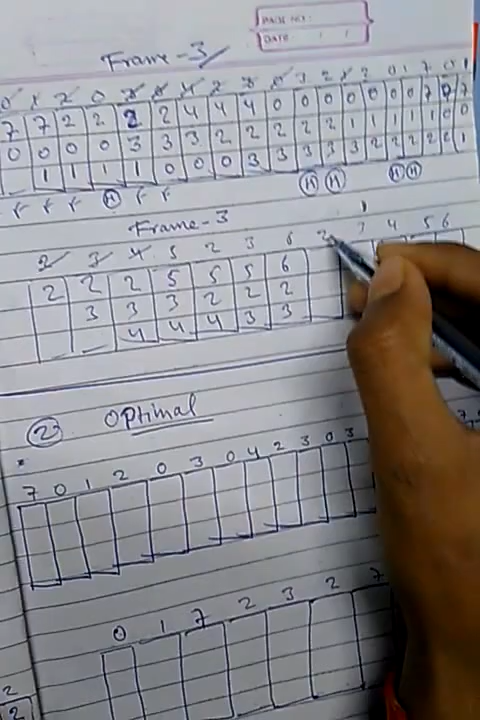 PAGE NO:
DATE: / /
Frame-3
0 1 2 0 3 0 4 2 3 0 3 2 1 2 0 1 7 0 1
7 7 2 2 2 2 4 4 4 0 0 0 0 0 0 0 7 7 7
0 0 0 0 3 3 3 2 2 2 2 2 1 1 1 1 1 0 0
1 1 1 1 0 0 0 3 3 3 3 3 2 2 2 2 2 1
F F F H F F H H H H
Frame-3
2 3 4 5 2 3 6 2 3 4 5 6
2 2 2 5 5 5 6
3 3 3 2 2 2
4 4 4 3 3
2 Optimal
7 0 1 2 0 3 0 4 2 3 0 3
0 1 7 2 3 2 7
2
2